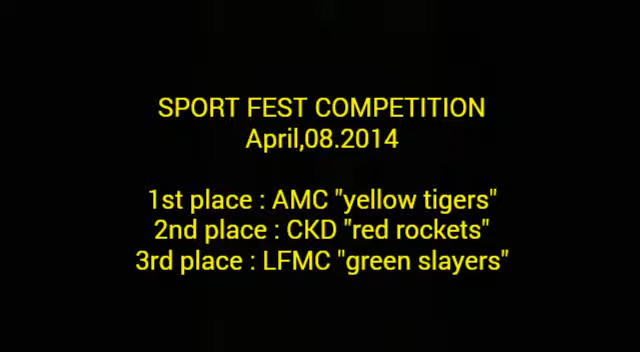 SPORT FEST COMPETITION
April,08.2014
1st place : AMC "yellow tigers"
2nd place : CKD "red rockets"
3rd place : LFMC "green slayers"